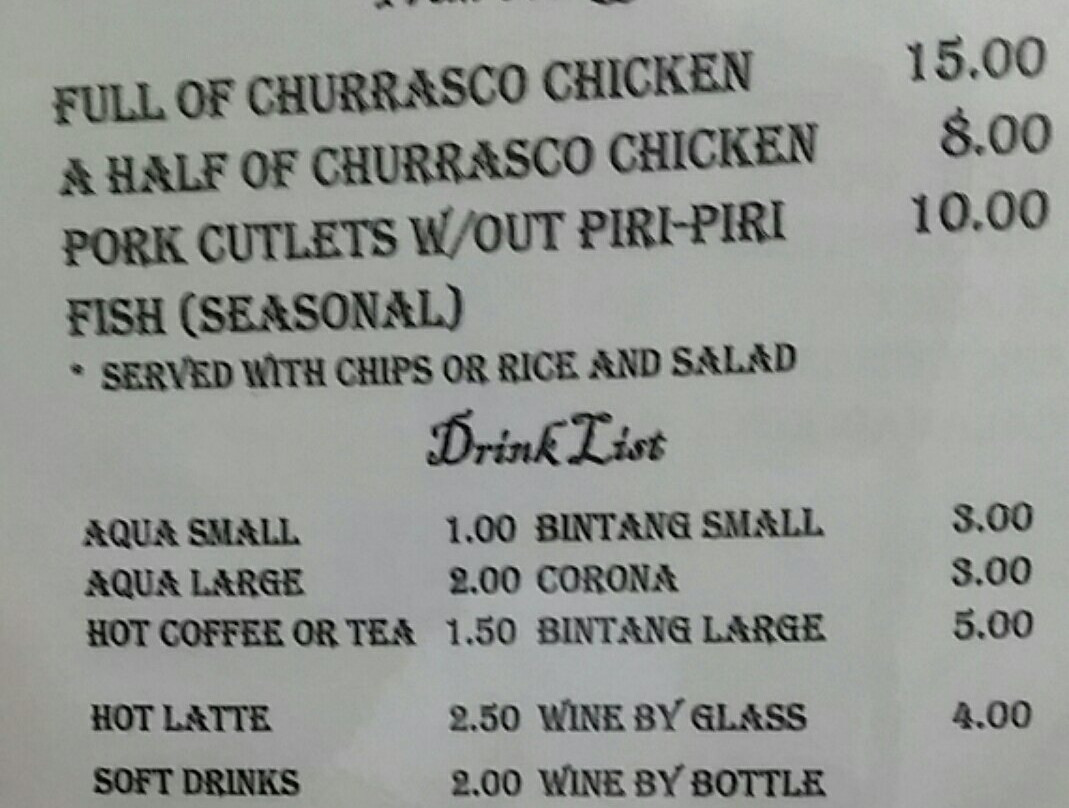 FULL OF CHURRASCO CHICKEN 15.00
A HALF OF CHURRASCO CHICKEN 8.00
PORK CUTLETS W/OUT PIRI-PIRI 10.00
FISH (SEASONAL)
* SERVED WITH CHIPS OR RICE AND SALAD
Drink List
AQUA SMALL 1.00 BINTANG SMALL 3.00
AQUA LARGE 2.00 CORONA 3.00
HOT COFFEE OR TEA 1.50 BINTANG LARGE 5.00
HOT LATTE 2.50 WINE BY GLASS 4.00
SOFT DRINKS 2.00 WINE BY BOTTLE